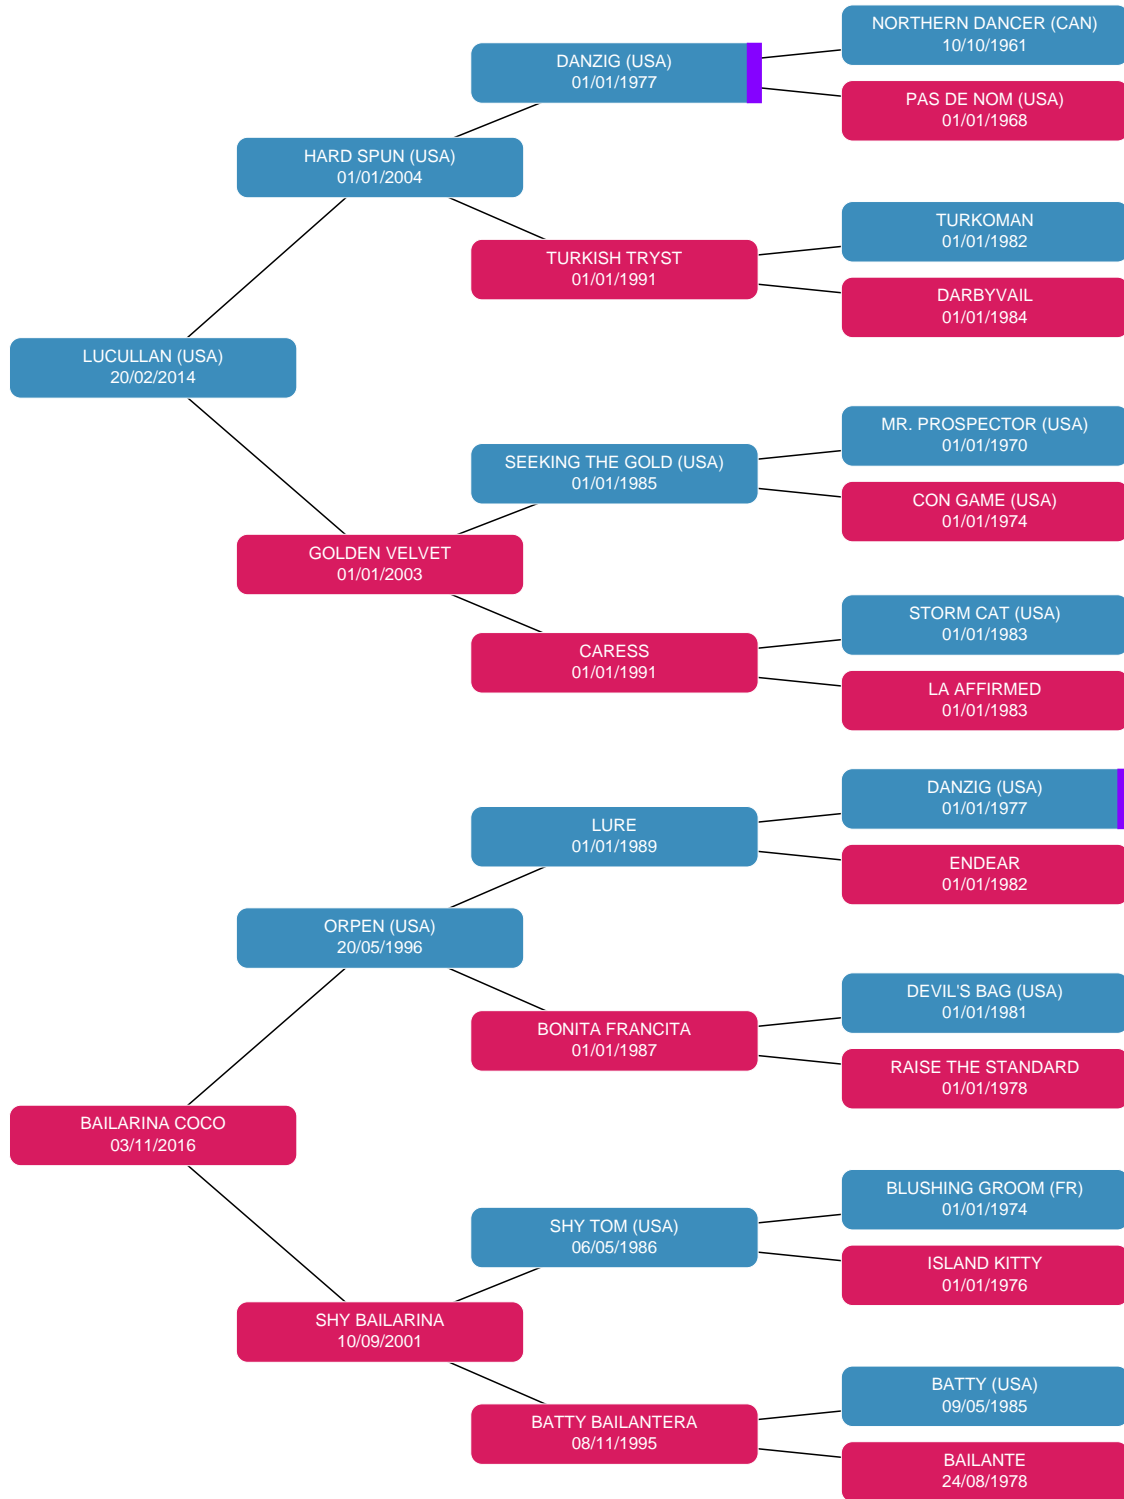 NORTHERN DANCER (CAN)
10/10/1961
DANZIG (USA)
01/01/1977
PAS DE NOM (USA)
01/01/1968
HARD SPUN (USA)
01/01/2004
TURKOMAN
01/01/1982
TURKISH TRYST
01/01/1991
DARBYVAIL
01/01/1984
LUCULLAN (USA)
20/02/2014
MR. PROSPECTOR (USA)
01/01/1970
SEEKING THE GOLD (USA)
01/01/1985
CON GAME (USA)
01/01/1974
GOLDEN VELVET
01/01/2003
STORM CAT (USA)
01/01/1983
CARESS
01/01/1991
LA AFFIRMED
01/01/1983
DANZIG (USA)
01/01/1977
LURE
01/01/1989
ENDEAR
01/01/1982
ORPEN (USA)
20/05/1996
DEVIL'S BAG (USA)
01/01/1981
BONITA FRANCITA
01/01/1987
RAISE THE STANDARD
01/01/1978
BAILARINA COCO
03/11/2016
BLUSHING GROOM (FR)
01/01/1974
SHY TOM (USA)
06/05/1986
ISLAND KITTY
01/01/1976
SHY BAILARINA
10/09/2001
BATTY (USA)
09/05/1985
BATTY BAILANTERA
08/11/1995
BAILANTE
24/08/1978